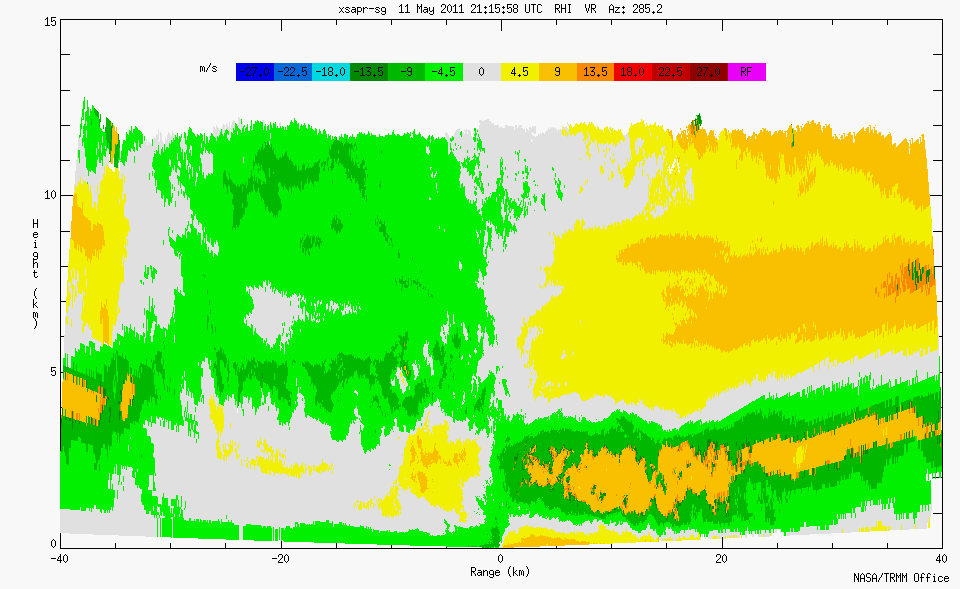 xsapr-sg 11 May 2011 21:15:58 UTC RHI VR Az: 285.2
15
m/s -27.0 -22.5 -18.0 -13.5 -9 -4.5 0 4.5 9 13.5 18.0 22.5 27.0 RF
10
Height (km)
5
0
-40 -20 0 20 40
Range (km)
NASA/TRMM Office